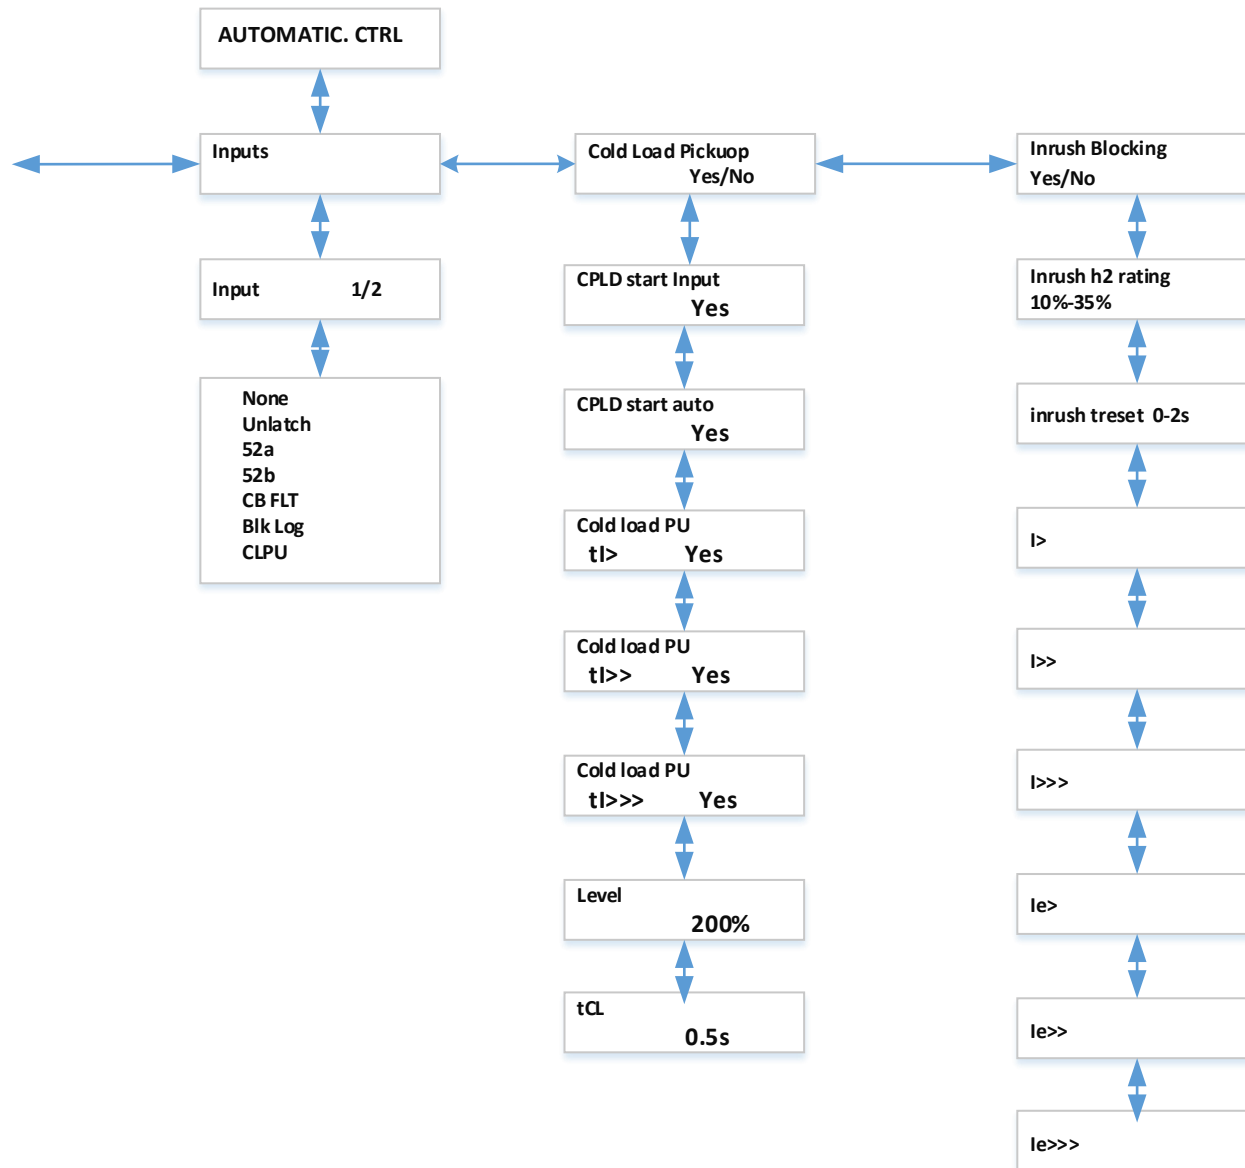 AUTOMATIC. CTRL
Inputs
Input 1/2
None
Unlatch
52a
52b
CB FLT
Blk Log
CLPU
Cold Load Pickuop
Yes/No
CPLD start Input
Yes
CPLD start auto
Yes
Cold load PU
tI> Yes
Cold load PU
tI>> Yes
Cold load PU
tI>>> Yes
Level
200%
tCL
0.5s
Inrush Blocking
Yes/No
Inrush h2 rating
10%-35%
inrush treset 0-2s
I>
I>>
I>>>
Ie>
Ie>>
Ie>>>